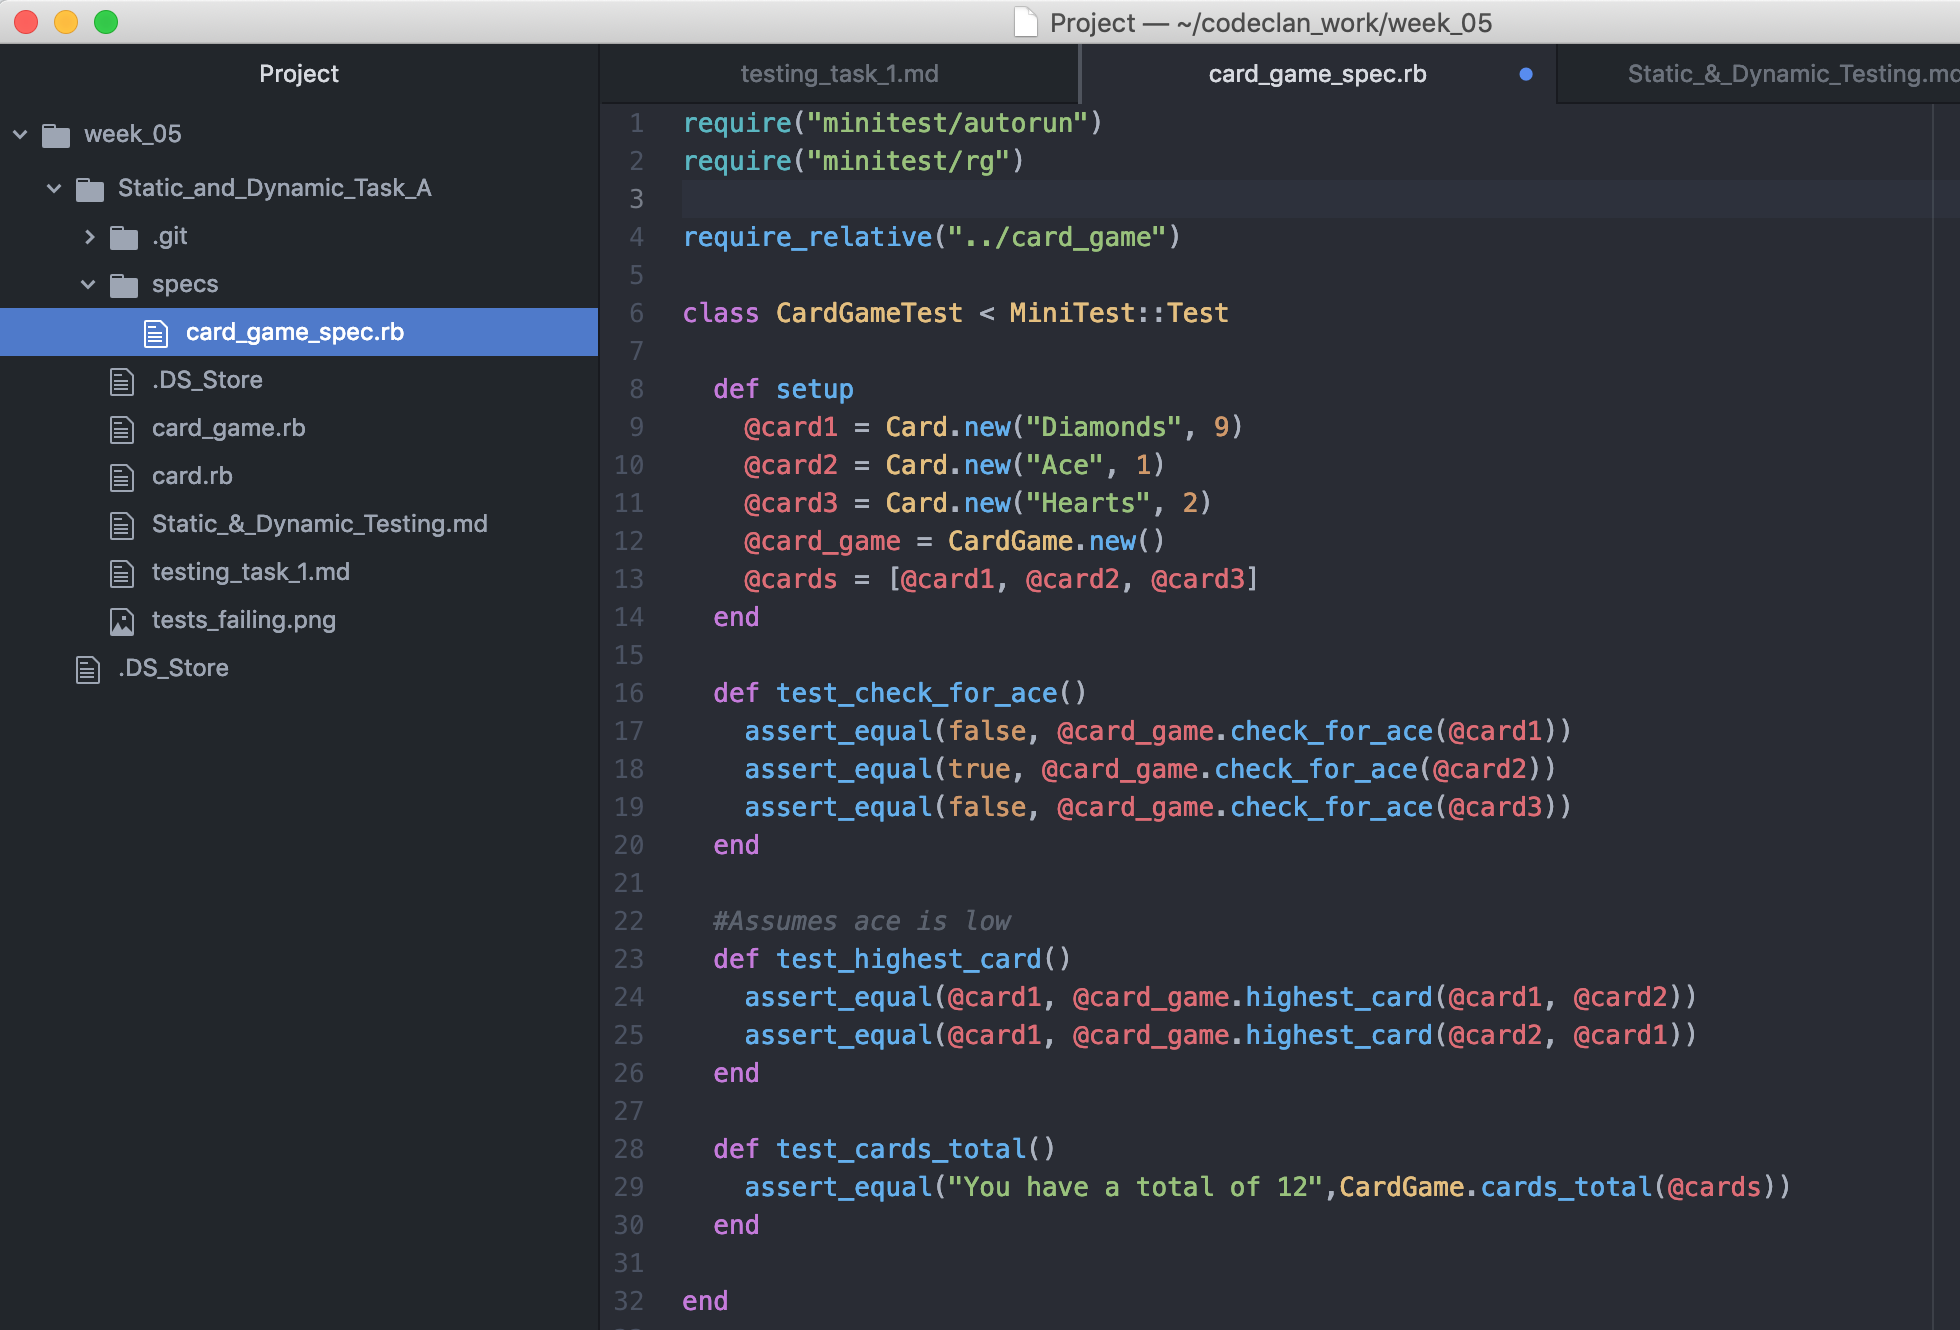 Project — ~/codeclan_work/week_05
Project
week_05
Static_and_Dynamic_Task_A
.git
specs
card_game_spec.rb
.DS_Store
card_game.rb
card.rb
Static_&_Dynamic_Testing.md
testing_task_1.md
tests_failing.png
.DS_Store
testing_task_1.md
card_game_spec.rb
Static_&_Dynamic_Testing.md
1 require("minitest/autorun")
2 require("minitest/rg")
3
4 require_relative("../card_game")
5
6 class CardGameTest < MiniTest::Test
7
8 def setup
9 @card1 = Card.new("Diamonds", 9)
10 @card2 = Card.new("Ace", 1)
11 @card3 = Card.new("Hearts", 2)
12 @card_game = CardGame.new()
13 @cards = [@card1, @card2, @card3]
14 end
15
16 def test_check_for_ace()
17 assert_equal(false, @card_game.check_for_ace(@card1))
18 assert_equal(true, @card_game.check_for_ace(@card2))
19 assert_equal(false, @card_game.check_for_ace(@card3))
20 end
21
22 #Assumes ace is low
23 def test_highest_card()
24 assert_equal(@card1, @card_game.highest_card(@card1, @card2))
25 assert_equal(@card1, @card_game.highest_card(@card2, @card1))
26 end
27
28 def test_cards_total()
29 assert_equal("You have a total of 12",CardGame.cards_total(@cards))
30 end
31
32 end